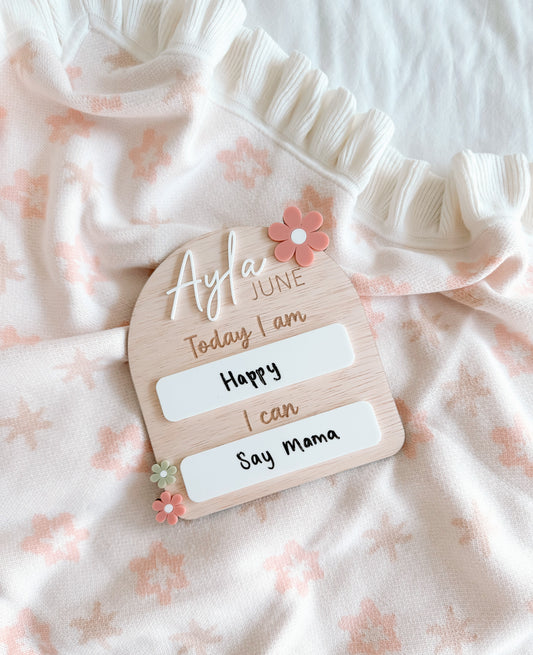 Ayla
JUNE
Today I am
Happy
I can
Say Mama